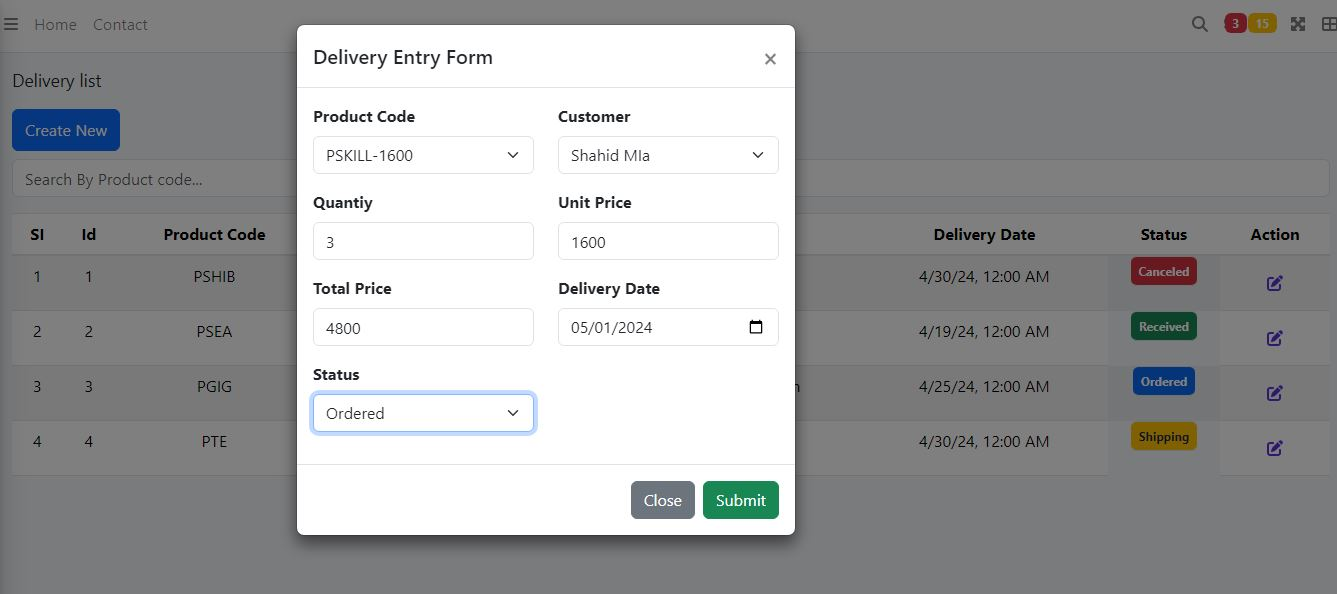 Home Contact 3 15
Delivery list
Create New
Search By Product code...
SI Id Product Code Delivery Date Status Action
1 1 PSHIB 4/30/24, 12:00 AM Canceled
2 2 PSEA 4/19/24, 12:00 AM Received
3 3 PGIG 4/25/24, 12:00 AM Ordered
4 4 PTE 4/30/24, 12:00 AM Shipping
Delivery Entry Form ×
Product Code Customer
PSKILL-1600 Shahid MIa
Quantiy Unit Price
3 1600
Total Price Delivery Date
4800 05/01/2024
Status
Ordered
Close Submit